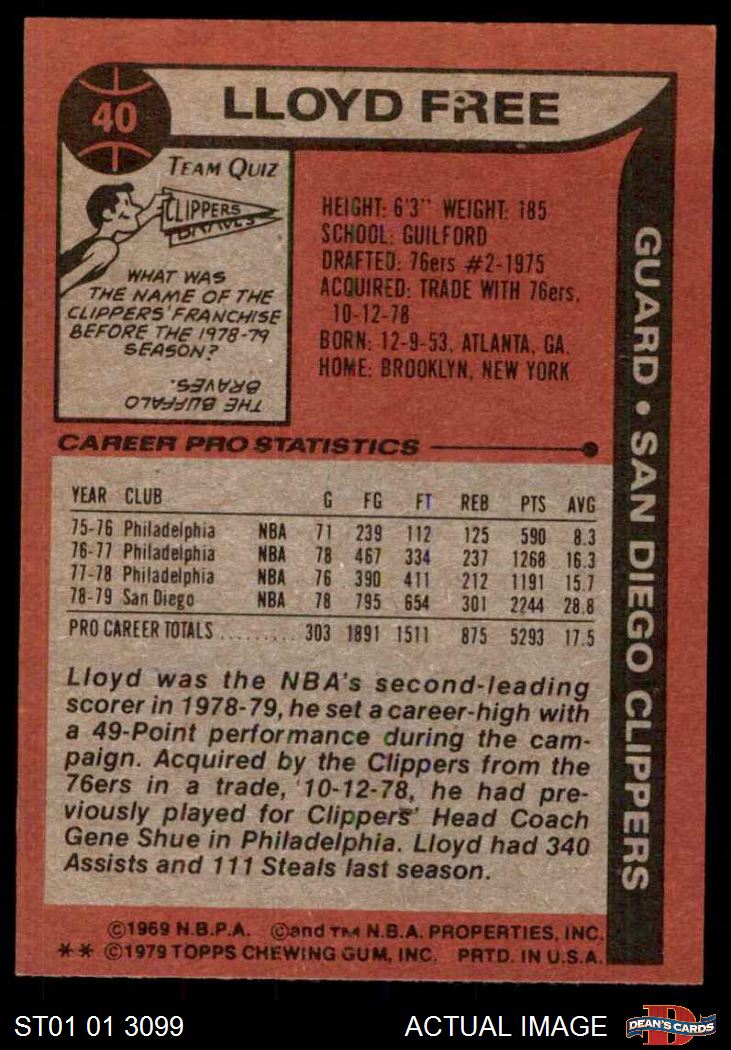 40
LLOYD FREE
TEAM QUIZ
CLIPPERS
BRAVES
WHAT WAS
THE NAME OF THE
CLIPPERS' FRANCHISE
BEFORE THE 1978-79
SEASON?
THE BUFFALO
BRAVES.
HEIGHT: 6'3" WEIGHT: 185
SCHOOL: GUILFORD
DRAFTED: 76ers #2-1975
ACQUIRED: TRADE WITH 76ers,
10-12-78
BORN: 12-9-53, ATLANTA, GA.
HOME: BROOKLYN, NEW YORK
GUARD • SAN DIEGO CLIPPERS
CAREER PRO STATISTICS
YEAR CLUB G FG FT REB PTS AVG
75-76 Philadelphia NBA 71 239 112 125 590 8.3
76-77 Philadelphia NBA 78 467 334 237 1268 16.3
77-78 Philadelphia NBA 76 390 411 212 1191 15.7
78-79 San Diego NBA 78 795 654 301 2244 28.8
PRO CAREER TOTALS ......... 303 1891 1511 875 5293 17.5
Lloyd was the NBA's second-leading
scorer in 1978-79, he set a career-high with
a 49-Point performance during the cam-
paign. Acquired by the Clippers from the
76ers in a trade, 10-12-78, he had pre-
viously played for Clippers' Head Coach
Gene Shue in Philadelphia. Lloyd had 340
Assists and 111 Steals last season.
©1969 N.B.P.A. ©and TM N.B.A. PROPERTIES, INC.
** ©1979 TOPPS CHEWING GUM, INC. PRTD. IN U.S.A.
ST01 01 3099
ACTUAL IMAGE
D
DEAN'S CARDS